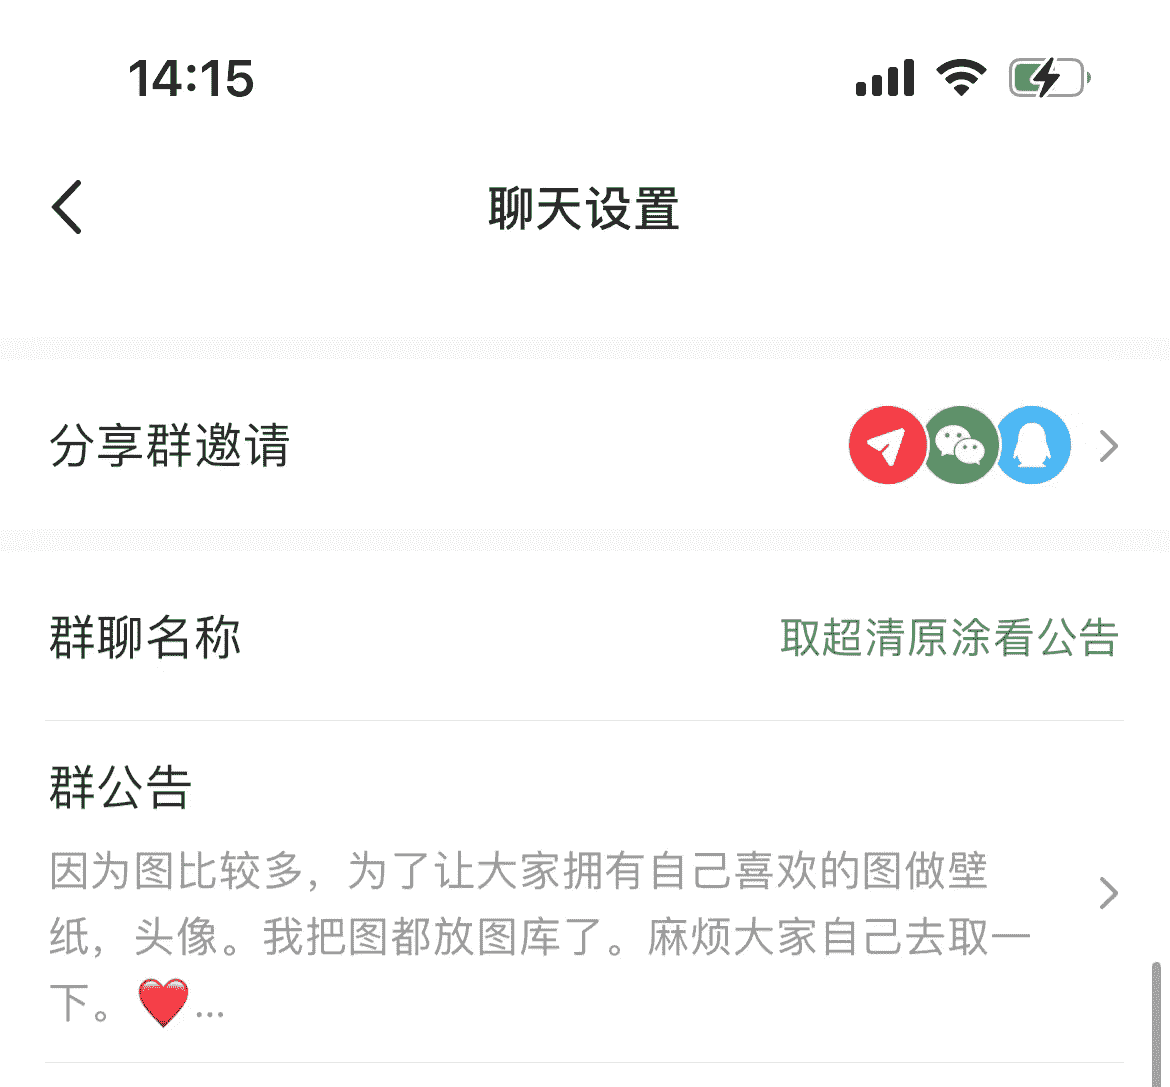 14:15
聊天设置
分享群邀请
群聊名称
取超清原涂看公告
群公告
因为图比较多，为了让大家拥有自己喜欢的图做壁
纸，头像。我把图都放图库了。麻烦大家自己去取一
下。❤️...